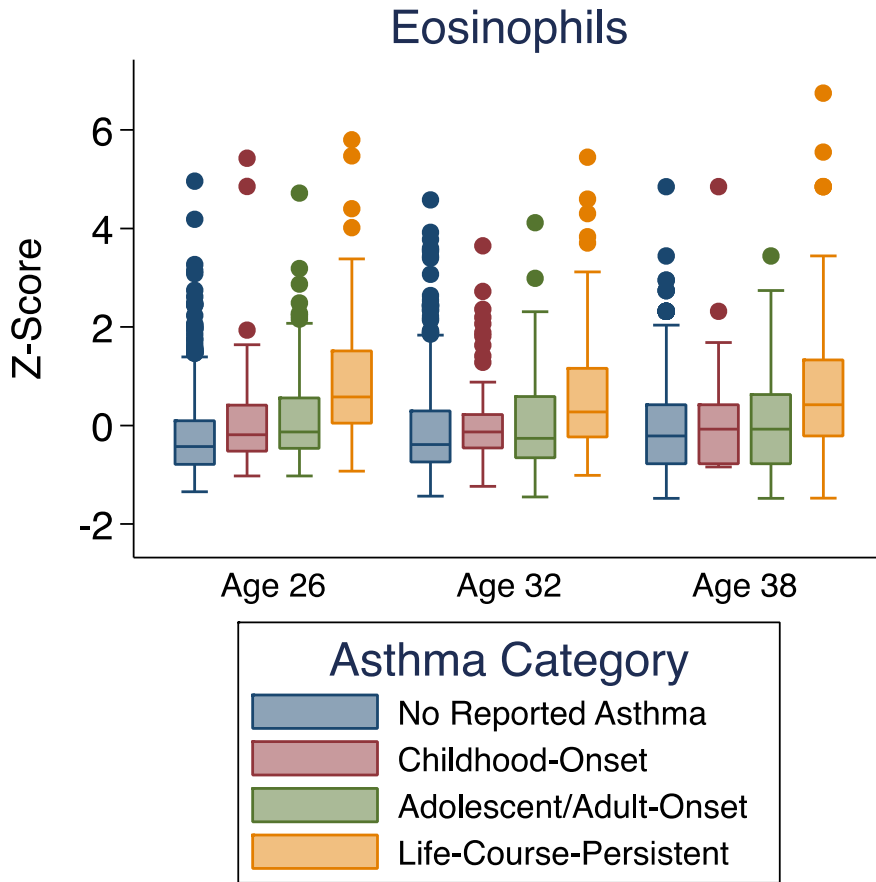 Eosinophils
Z-Score
6
4
2
0
-2
Age 26 Age 32 Age 38
Asthma Category
No Reported Asthma
Childhood-Onset
Adolescent/Adult-Onset
Life-Course-Persistent